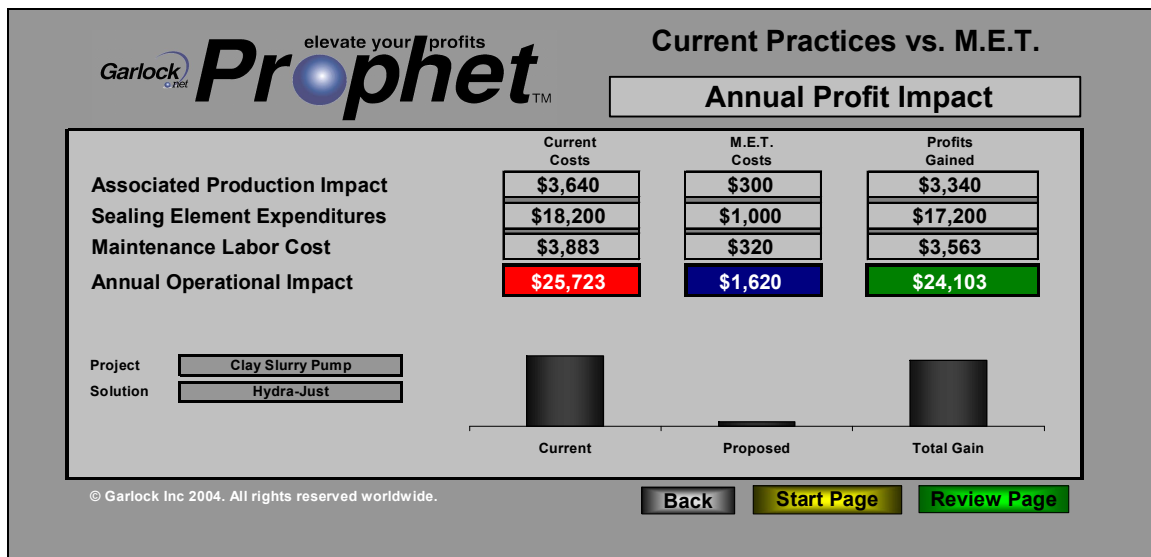 elevate your profits
Garlock
.net
Prophet TM
Current Practices vs. M.E.T.
Annual Profit Impact
Current Costs
M.E.T. Costs
Profits Gained
Associated Production Impact $3,640 $300 $3,340
Sealing Element Expenditures $18,200 $1,000 $17,200
Maintenance Labor Cost $3,883 $320 $3,563
Annual Operational Impact $25,723 $1,620 $24,103
Project Clay Slurry Pump
Solution Hydra-Just
Current Proposed Total Gain
© Garlock Inc 2004. All rights reserved worldwide.
Back Start Page Review Page